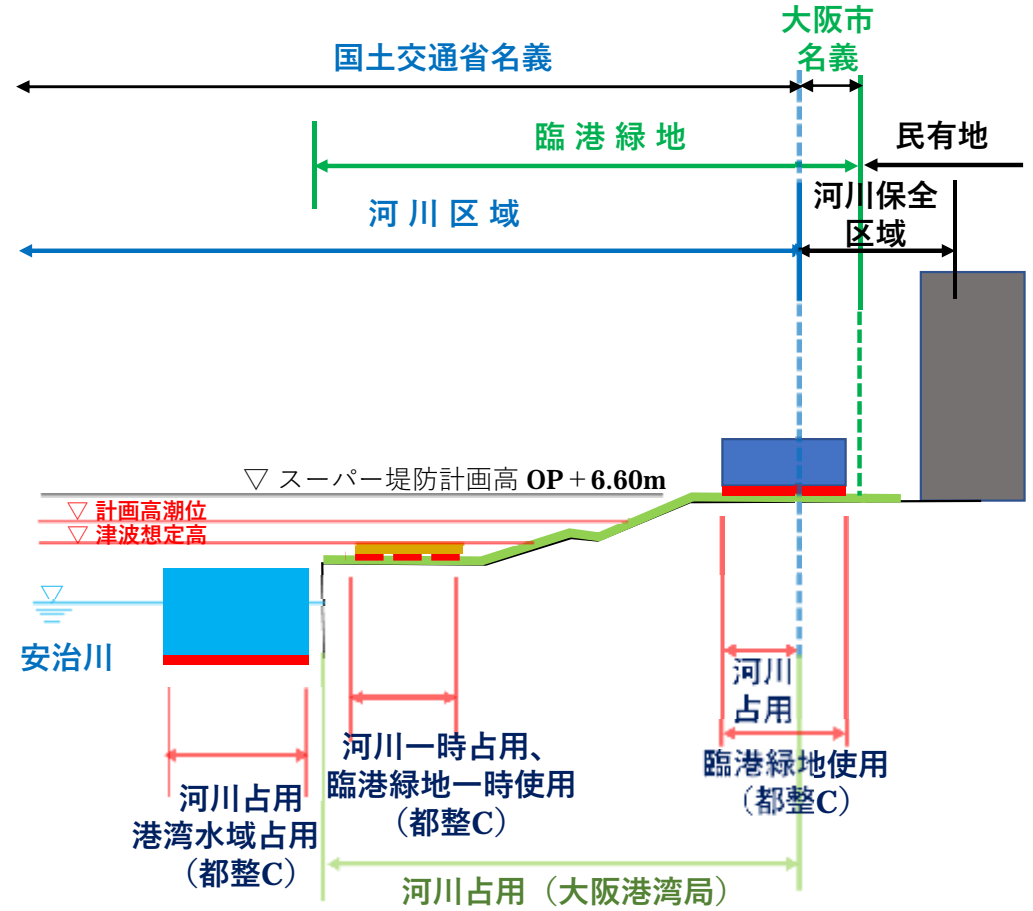 大阪市
名義
国土交通省名義
臨港緑地
民有地
河川保全
区域
河川区域
▽ スーパー堤防計画高 OP+6.60m
▽ 計画高潮位
▽ 津波想定高
▽
安治川
河川
占用
河川一時占用、
臨港緑地一時使用
（都整C）
臨港緑地使用
（都整C）
河川占用
港湾水域占用
（都整C）
河川占用（大阪港湾局）